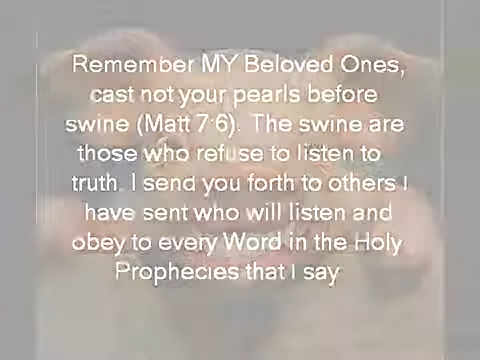 Remember MY Beloved Ones,
cast not your pearls before
swine (Matt 7:6). The swine are
those who refuse to listen to
truth. I send you forth to others I
have sent who will listen and
obey to every Word in the Holy
Prophecies that I say